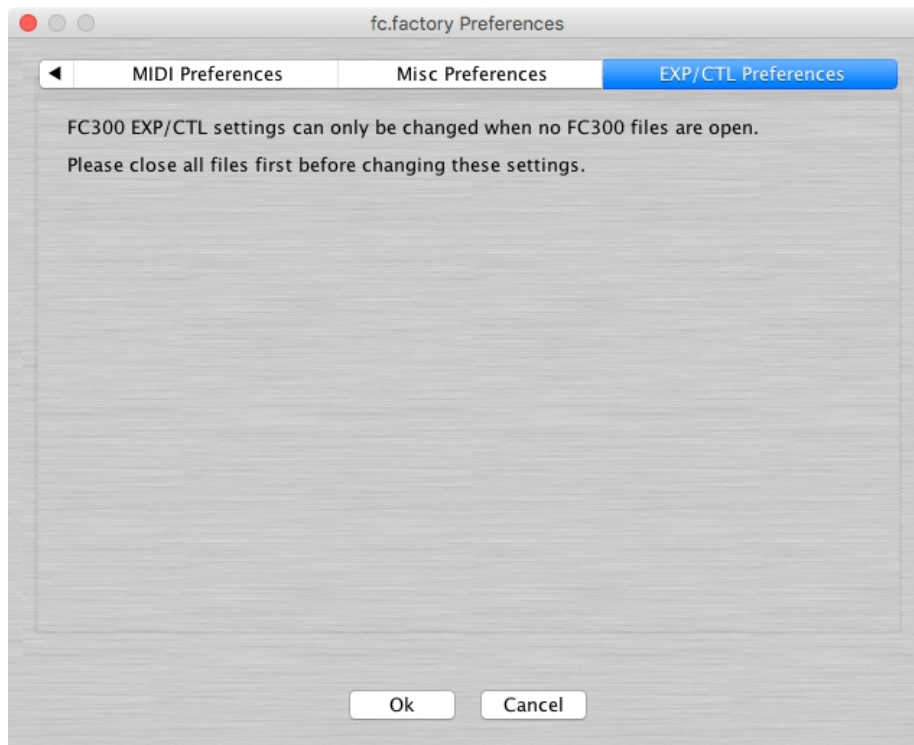 fc.factory Preferences
MIDI Preferences Misc Preferences EXP/CTL Preferences
FC300 EXP/CTL settings can only be changed when no FC300 files are open.
Please close all files first before changing these settings.
Ok Cancel